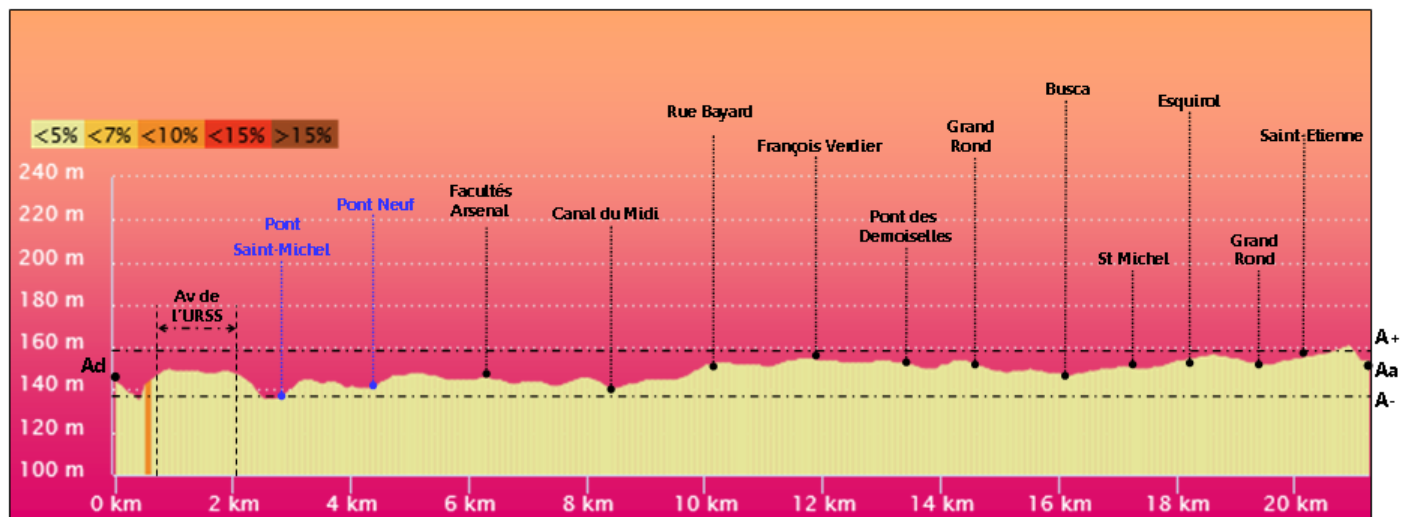 Busca
Esquirol
Rue Bayard
<5% <7% <10% <15% >15%
Grand
Rond
François Verdier
Saint-Etienne
240 m
Facultés
Arsenal
Pont Neuf
Canal du Midi
220 m
Pont
Saint-Michel
Pont des
Demoiselles
200 m
St Michel
Grand
Rond
180 m
Av de
L'URSS
160 m
A+
Ad
Aa
140 m
A-
120 m
100 m
0 km 2 km 4 km 6 km 8 km 10 km 12 km 14 km 16 km 18 km 20 km